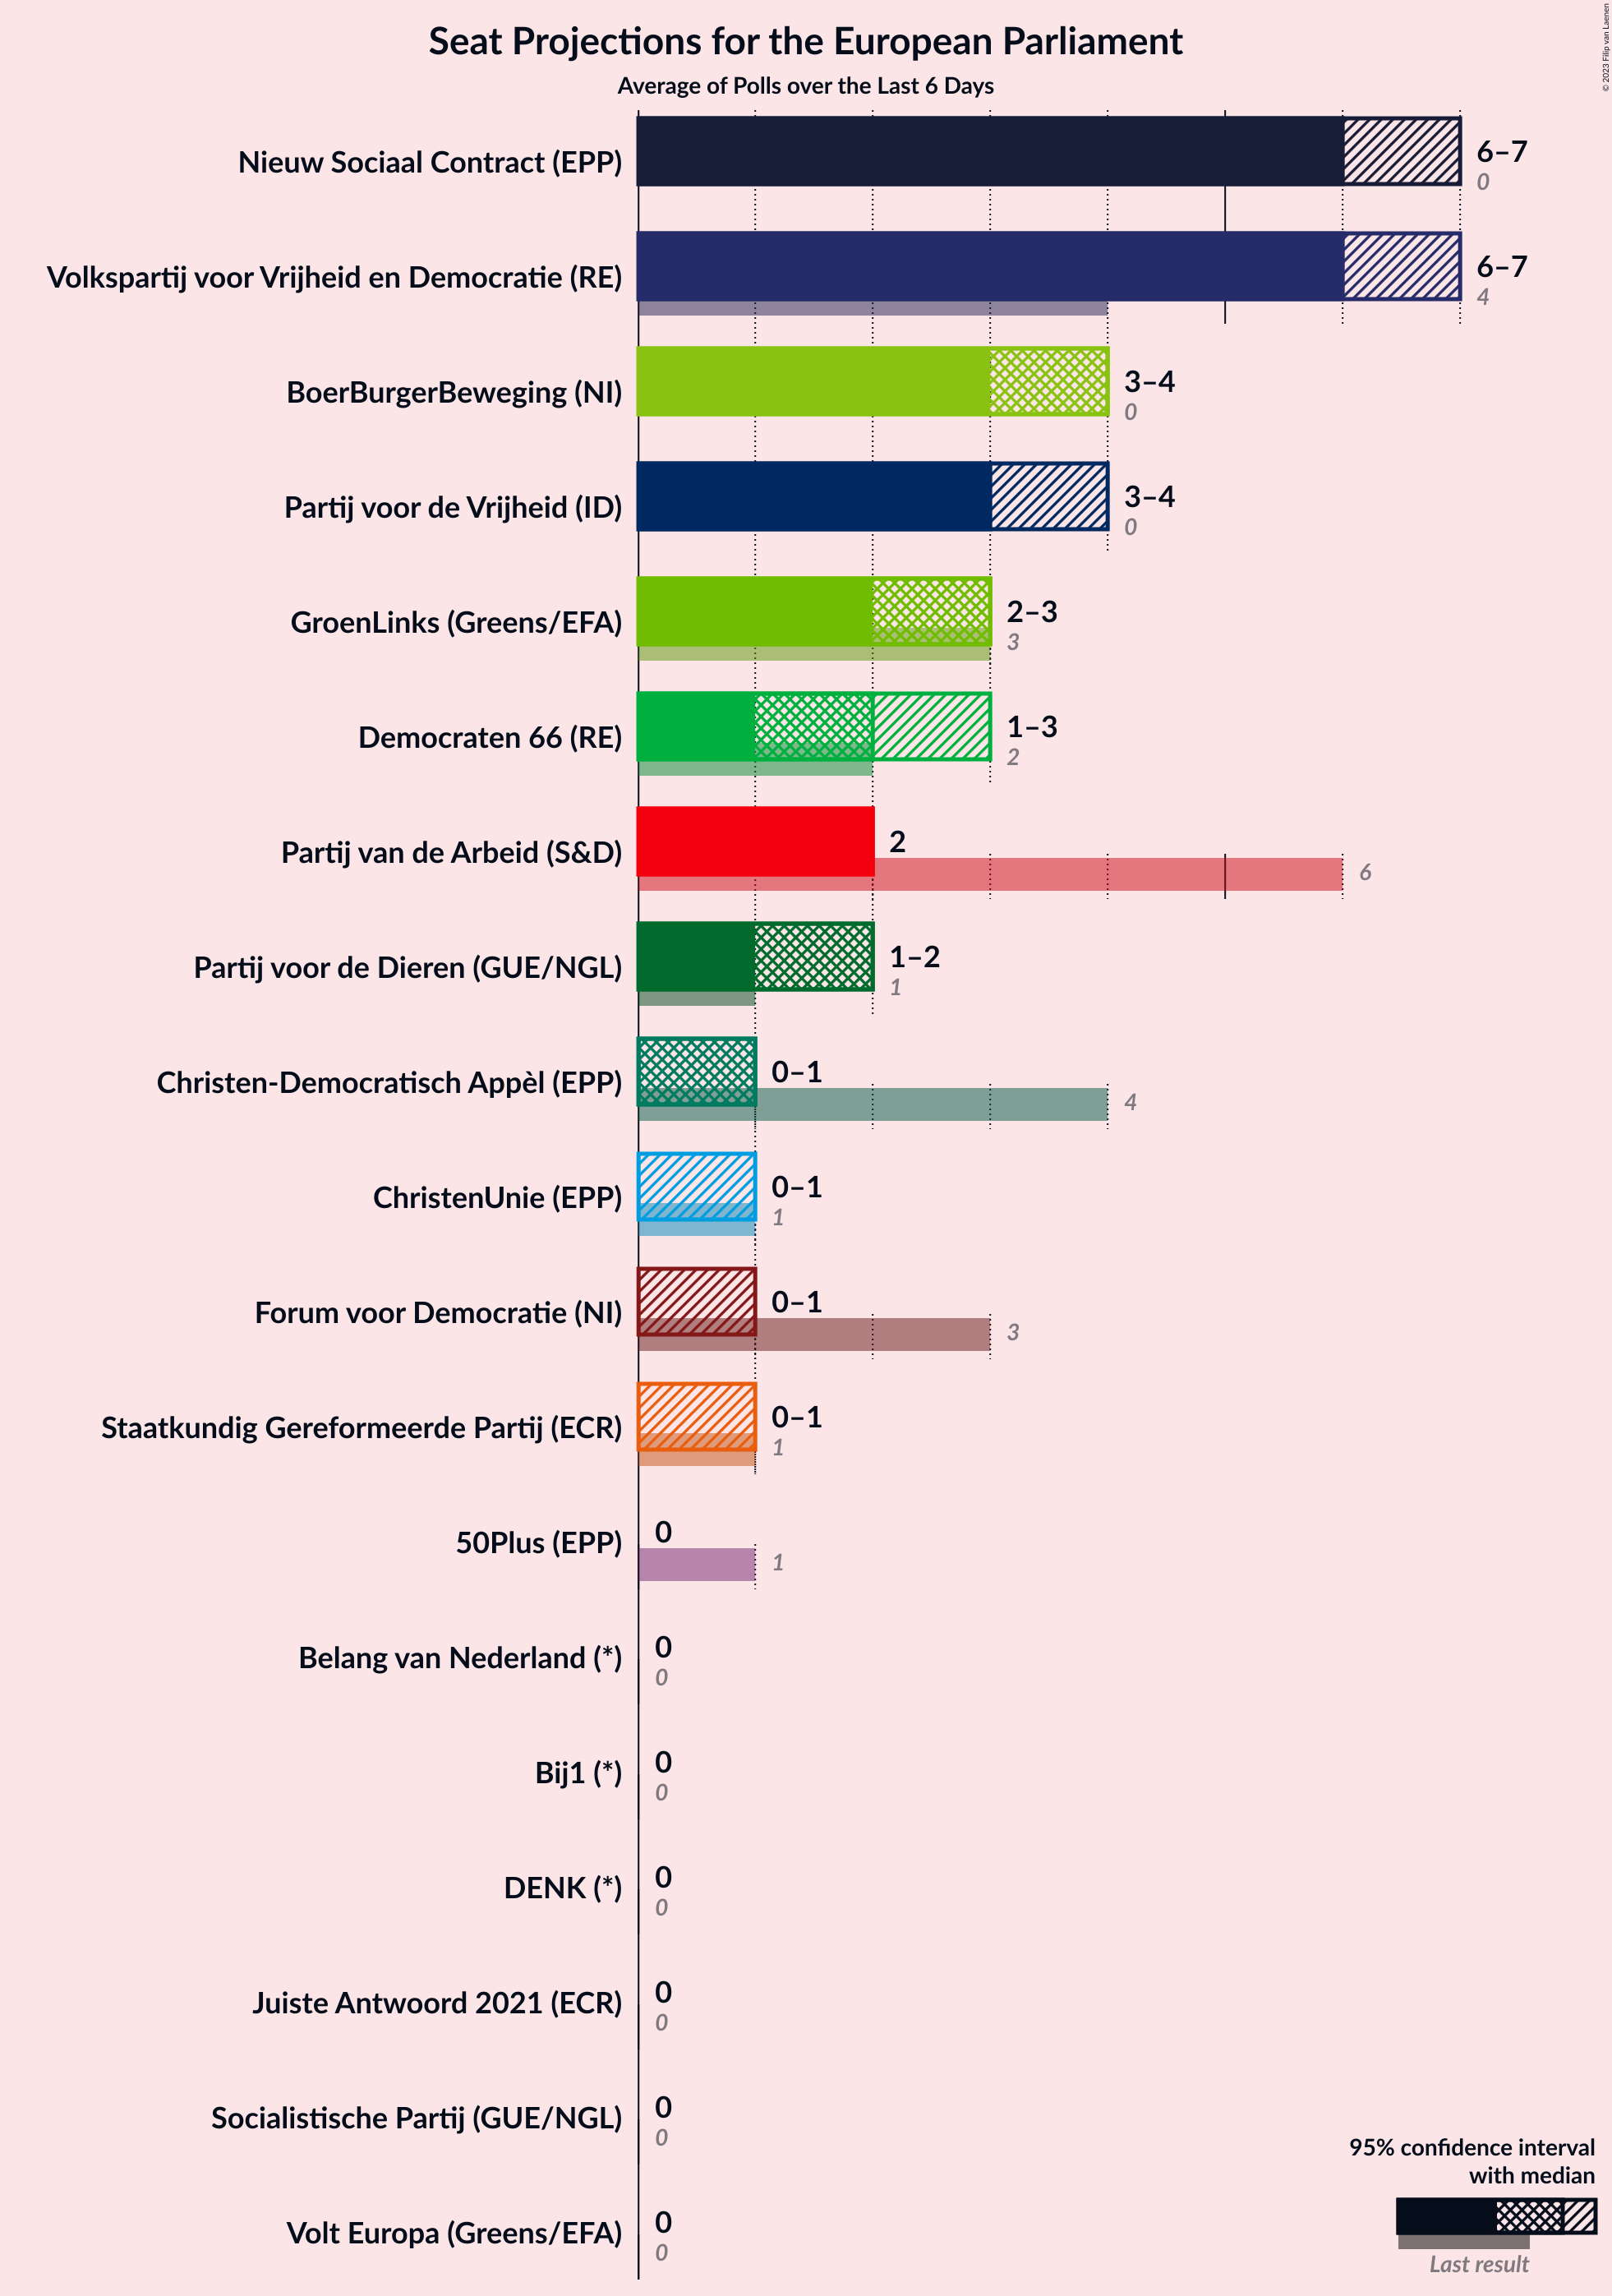 Seat Projections for the European Parliament
Average of Polls over the Last 6 Days
© 2023 Filip van Laenen
Nieuw Sociaal Contract (EPP)
6–7
0
Volkspartij voor Vrijheid en Democratie (RE)
6–7
4
BoerBurgerBeweging (NI)
3–4
0
Partij voor de Vrijheid (ID)
3–4
0
GroenLinks (Greens/EFA)
2–3
3
Democraten 66 (RE)
1–3
2
Partij van de Arbeid (S&D)
2
6
Partij voor de Dieren (GUE/NGL)
1–2
1
Christen-Democratisch Appèl (EPP)
0–1
4
ChristenUnie (EPP)
0–1
1
Forum voor Democratie (NI)
0–1
3
Staatkundig Gereformeerde Partij (ECR)
0–1
1
50Plus (EPP)
0
1
Belang van Nederland (*)
0
0
Bij1 (*)
0
0
DENK (*)
0
0
Juiste Antwoord 2021 (ECR)
0
0
Socialistische Partij (GUE/NGL)
0
0
Volt Europa (Greens/EFA)
0
0
95% confidence interval
with median
Last result